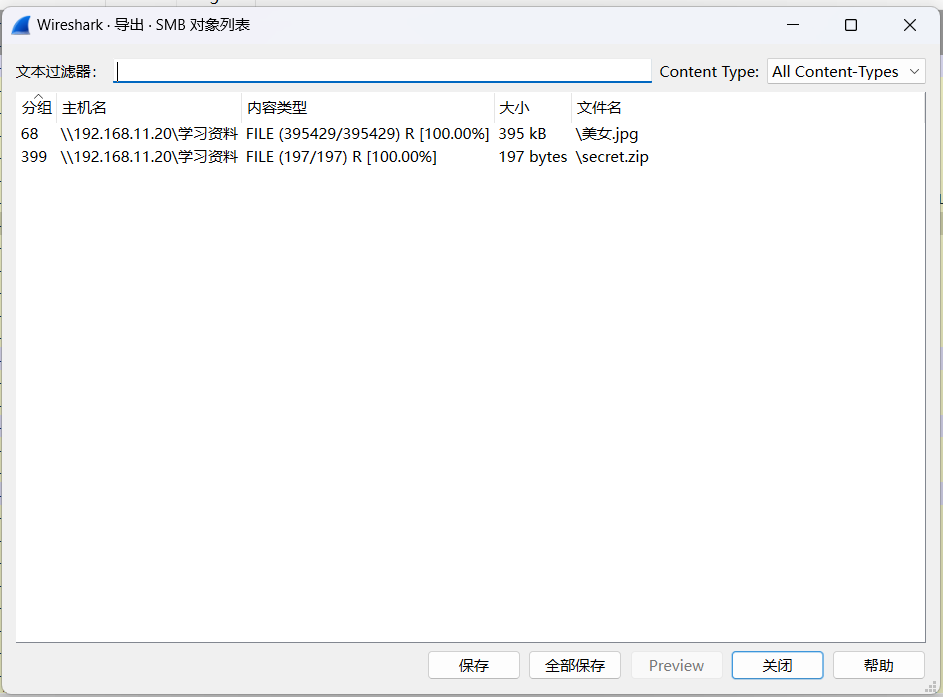 Wireshark · 导出 · SMB 对象列表
文本过滤器： Content Type: All Content-Types
分组 主机名 内容类型 大小 文件名
68 \\192.168.11.20\学习资料 FILE (395429/395429) R [100.00%] 395 kB \美女.jpg
399 \\192.168.11.20\学习资料 FILE (197/197) R [100.00%] 197 bytes \secret.zip
保存 全部保存 Preview 关闭 帮助